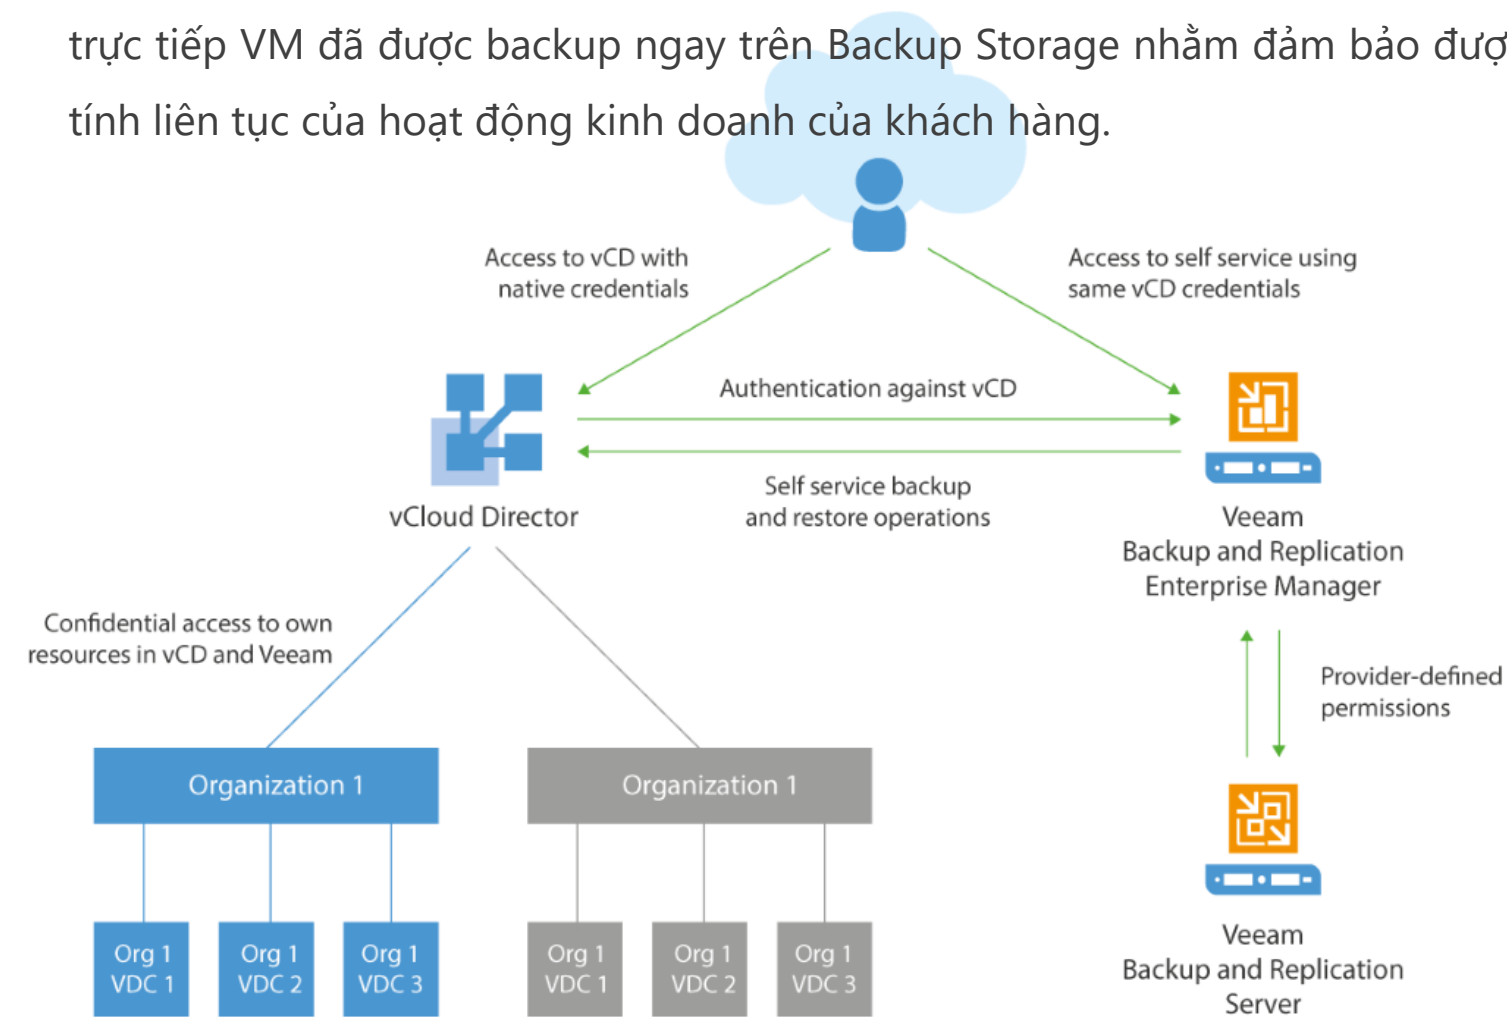 trực tiếp VM đã được backup ngay trên Backup Storage nhằm đảm bảo đượ
tính liên tục của hoạt động kinh doanh của khách hàng.
Access to vCD with
native credentials
Access to self service using
same vCD credentials
Authentication against vCD
Self service backup
and restore operations
vCloud Director
Veeam
Backup and Replication
Enterprise Manager
Confidential access to own
resources in vCD and Veeam
Provider-defined
permissions
Organization 1
Organization 1
Org 1
VDC 1
Org 1
VDC 2
Org 1
VDC 3
Org 1
VDC 1
Org 1
VDC 2
Org 1
VDC 3
Veeam
Backup and Replication
Server